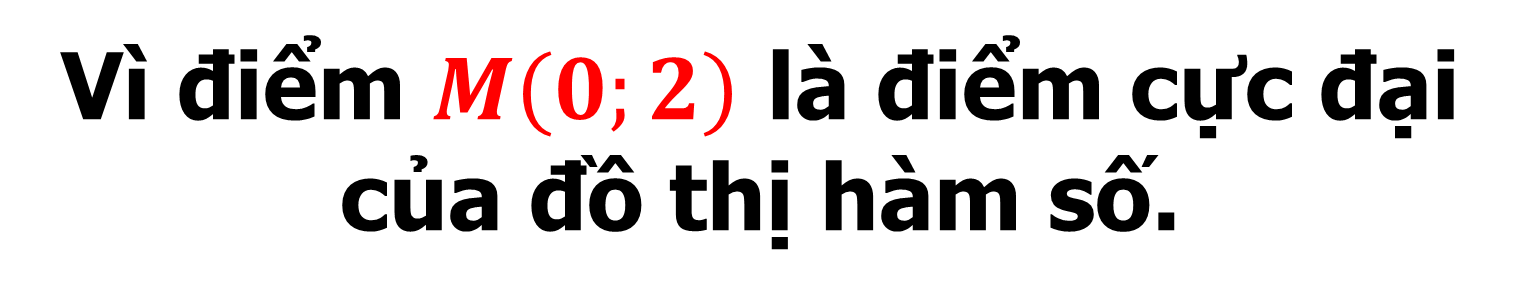 Vì điểm M(0; 2) là điểm cực đại
của đồ thị hàm số.